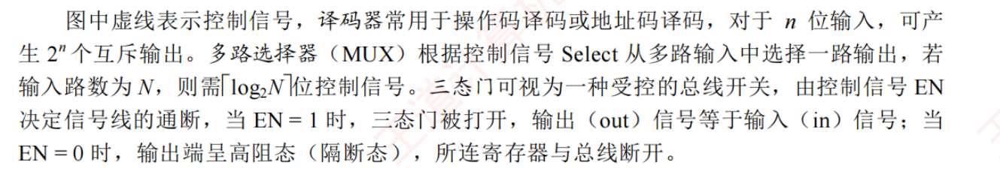 图中虚线表示控制信号，译码器常用于操作码译码或地址码译码，对于 n 位输入，可产
生 2ⁿ 个互斥输出。多路选择器（MUX）根据控制信号 Select 从多路输入中选择一路输出，若
输入路数为 N，则需⌈log₂N⌉位控制信号。三态门可视为一种受控的总线开关，由控制信号 EN
决定信号线的通断，当 EN = 1 时，三态门被打开，输出（out）信号等于输入（in）信号；当
EN = 0 时，输出端呈高阻态（隔断态），所连寄存器与总线断开。